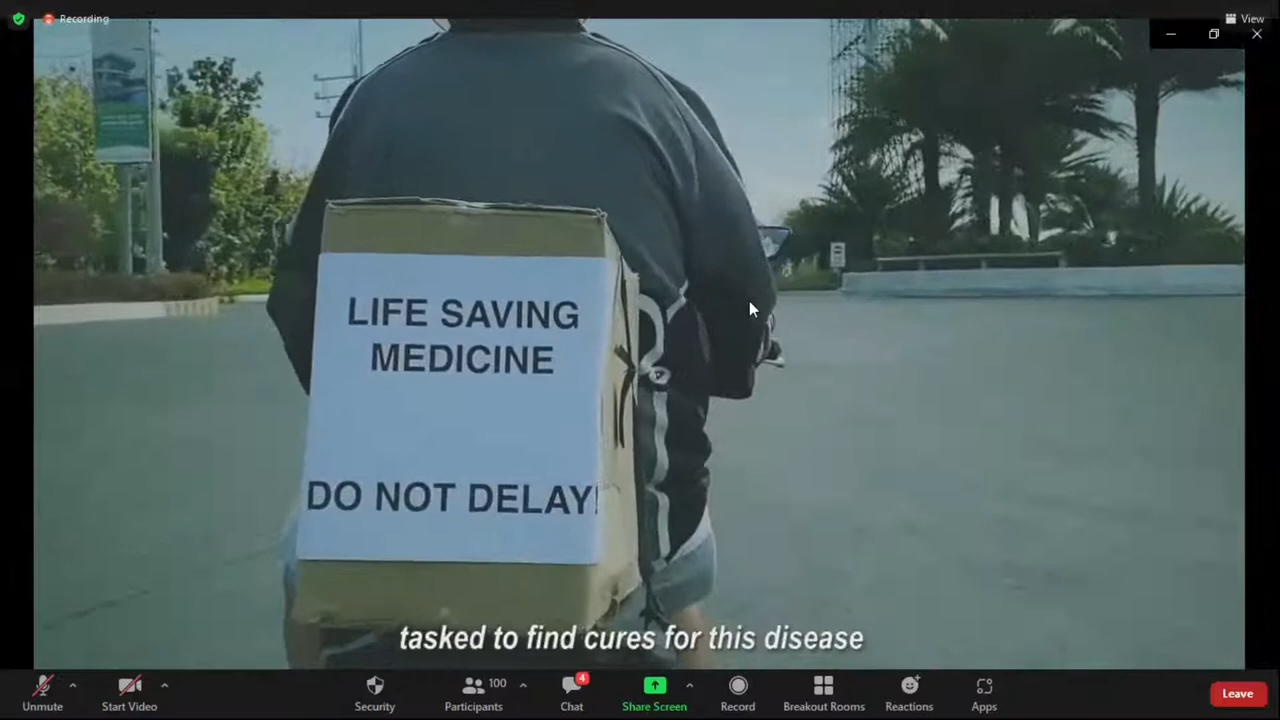 Recording
View
LIFE SAVING
MEDICINE
DO NOT DELAY!
tasked to find cures for this disease
Unmute
Start Video
Security
100
Participants
4
Chat
Share Screen
Record
Breakout Rooms
Reactions
Apps
Leave